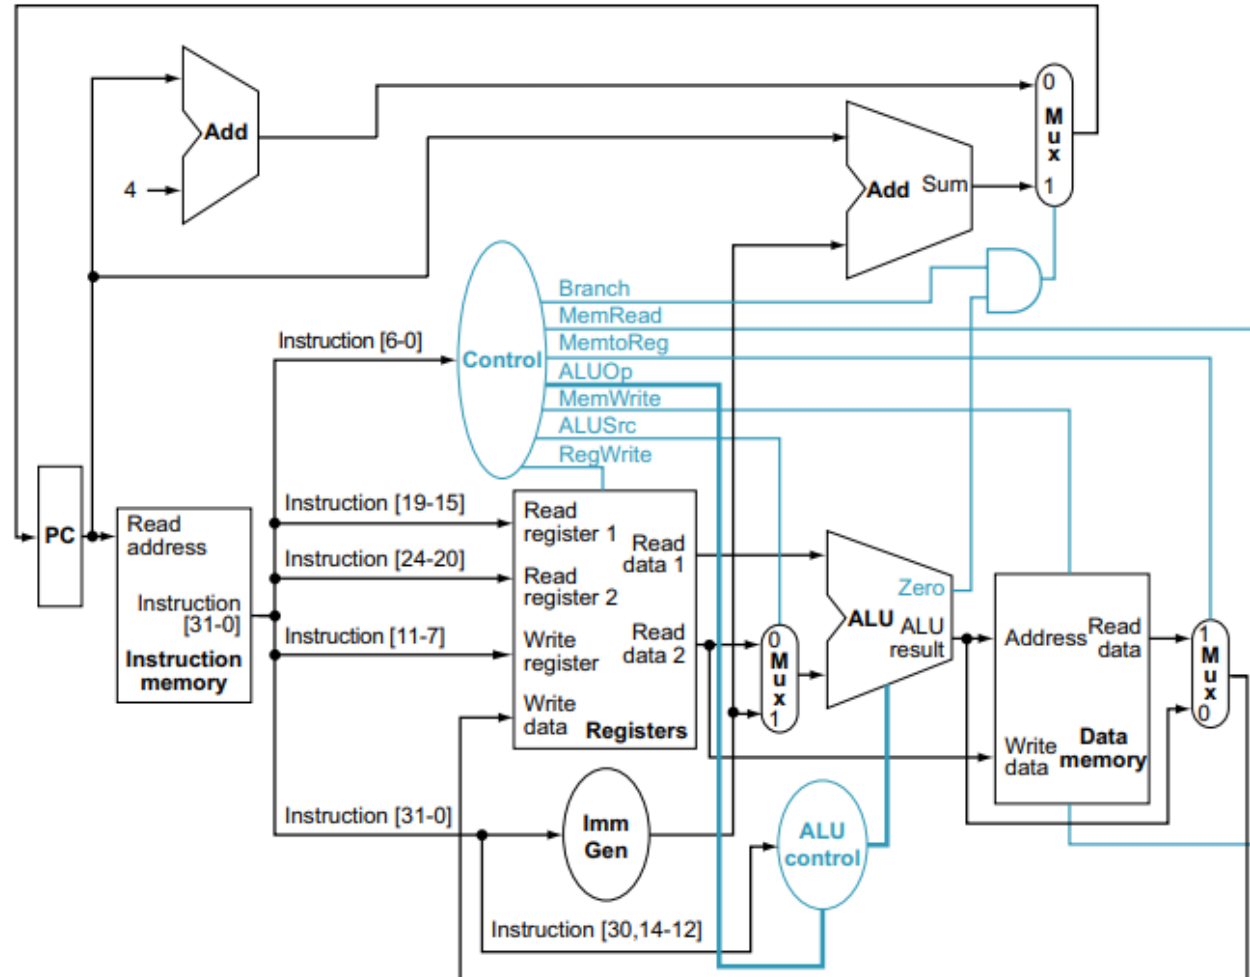 0
M
u
x
1
Add
4
Add Sum
Branch
MemRead
MemtoReg
ALUOp
MemWrite
ALUSrc
RegWrite
Control
Instruction [6-0]
PC
Read
address
Instruction
[31-0]
Instruction
memory
Instruction [19-15]
Instruction [24-20]
Instruction [11-7]
Instruction [31-0]
Read
register 1
Read
register 2
Write
register
Write
data
Read
data 1
Read
data 2
Registers
0
M
u
x
1
Zero
ALU
ALU
result
Address
Read
data
Write
data
Data
memory
1
M
u
x
0
Imm
Gen
ALU
control
Instruction [30,14-12]